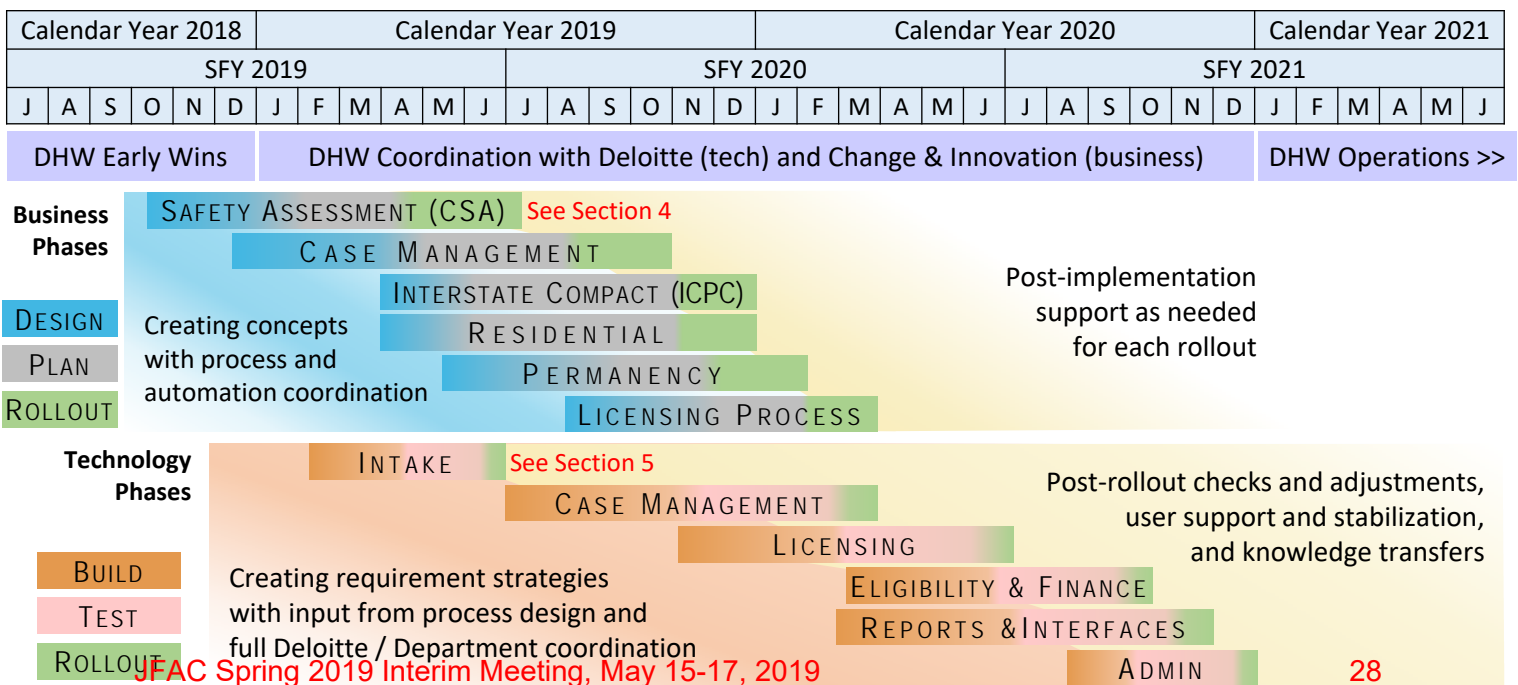 Calendar Year 2018 Calendar Year 2019 Calendar Year 2020 Calendar Year 2021
SFY 2019 SFY 2020 SFY 2021
J A S O N D J F M A M J J A S O N D J F M A M J J A S O N D J F M A M J
DHW Early Wins DHW Coordination with Deloitte (tech) and Change & Innovation (business) DHW Operations >>
Business
Phases
SAFETY ASSESSMENT (CSA) See Section 4
CASE MANAGEMENT
INTERSTATE COMPACT (ICPC)
RESIDENTIAL
PERMANENCY
LICENSING PROCESS
DESIGN
PLAN
ROLLOUT
Creating concepts
with process and
automation coordination
Post-implementation
support as needed
for each rollout
Technology
Phases
INTAKE See Section 5
CASE MANAGEMENT
LICENSING
ELIGIBILITY & FINANCE
REPORTS &INTERFACES
ADMIN
BUILD
TEST
ROLLOUT
Creating requirement strategies
with input from process design and
full Deloitte / Department coordination
Post-rollout checks and adjustments,
user support and stabilization,
and knowledge transfers
JFAC Spring 2019 Interim Meeting, May 15-17, 2019 28